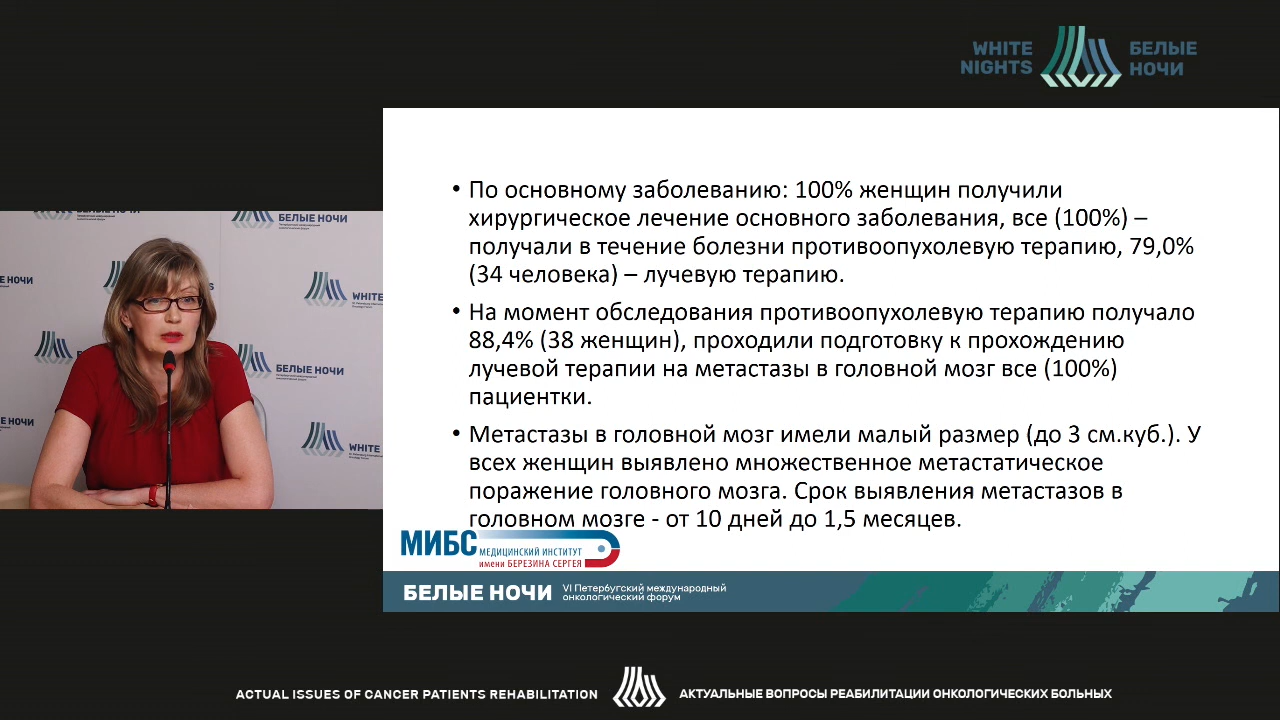 WHITE
NIGHTS
БЕЛЫЕ
НОЧИ
• По основному заболеванию: 100% женщин получили
хирургическое лечение основного заболевания, все (100%) –
получали в течение болезни противоопухолевую терапию, 79,0%
(34 человека) – лучевую терапию.
• На момент обследования противоопухолевую терапию получало
88,4% (38 женщин), проходили подготовку к прохождению
лучевой терапии на метастазы в головной мозг все (100%)
пациентки.
• Метастазы в головной мозг имели малый размер (до 3 см.куб.). У
всех женщин выявлено множественное метастатическое
поражение головного мозга. Срок выявления метастазов в
головном мозге - от 10 дней до 1,5 месяцев.
МИБС
МЕДИЦИНСКИЙ ИНСТИТУТ
имени БЕРЕЗИНА СЕРГЕЯ
БЕЛЫЕ НОЧИ
VI Петербугский международный
онкологический форум
БЕЛЫЕ НОЧИ
WHITE
БЕЛЫЕ НОЧИ
WHITE
ACTUAL ISSUES OF CANCER PATIENTS REHABILITATION
АКТУАЛЬНЫЕ ВОПРОСЫ РЕАБИЛИТАЦИИ ОНКОЛОГИЧЕСКИХ БОЛЬНЫХ